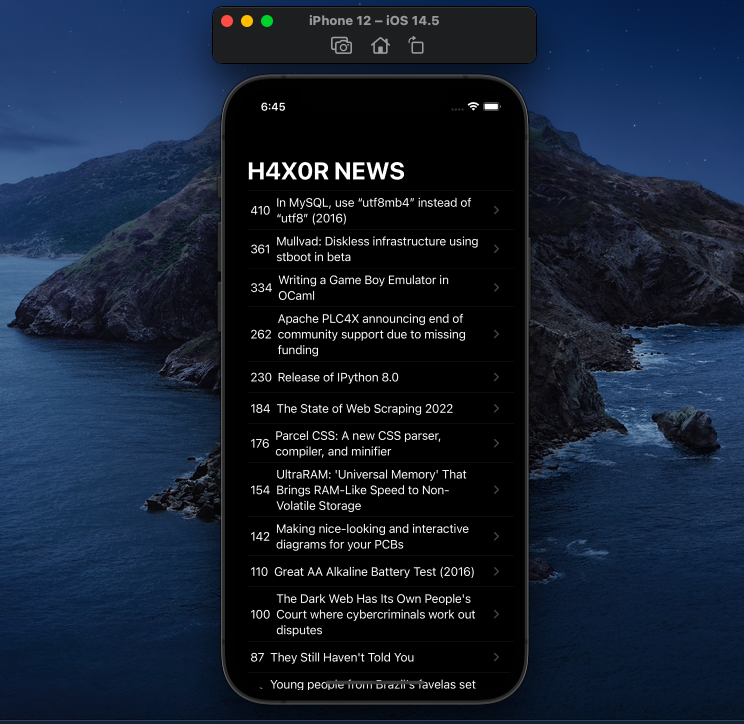 iPhone 12 – iOS 14.5
6:45
H4X0R NEWS
410 In MySQL, use “utf8mb4” instead of
“utf8” (2016)
361 Mullvad: Diskless infrastructure using
stboot in beta
334 Writing a Game Boy Emulator in
OCaml
Apache PLC4X announcing end of
262 community support due to missing
funding
230 Release of IPython 8.0
184 The State of Web Scraping 2022
176 Parcel CSS: A new CSS parser,
compiler, and minifier
UltraRAM: 'Universal Memory' That
154 Brings RAM-Like Speed to Non-
Volatile Storage
142 Making nice-looking and interactive
diagrams for your PCBs
110 Great AA Alkaline Battery Test (2016)
The Dark Web Has Its Own People's
100 Court where cybercriminals work out
disputes
87 They Still Haven't Told You
Young people from Brazil's favelas set